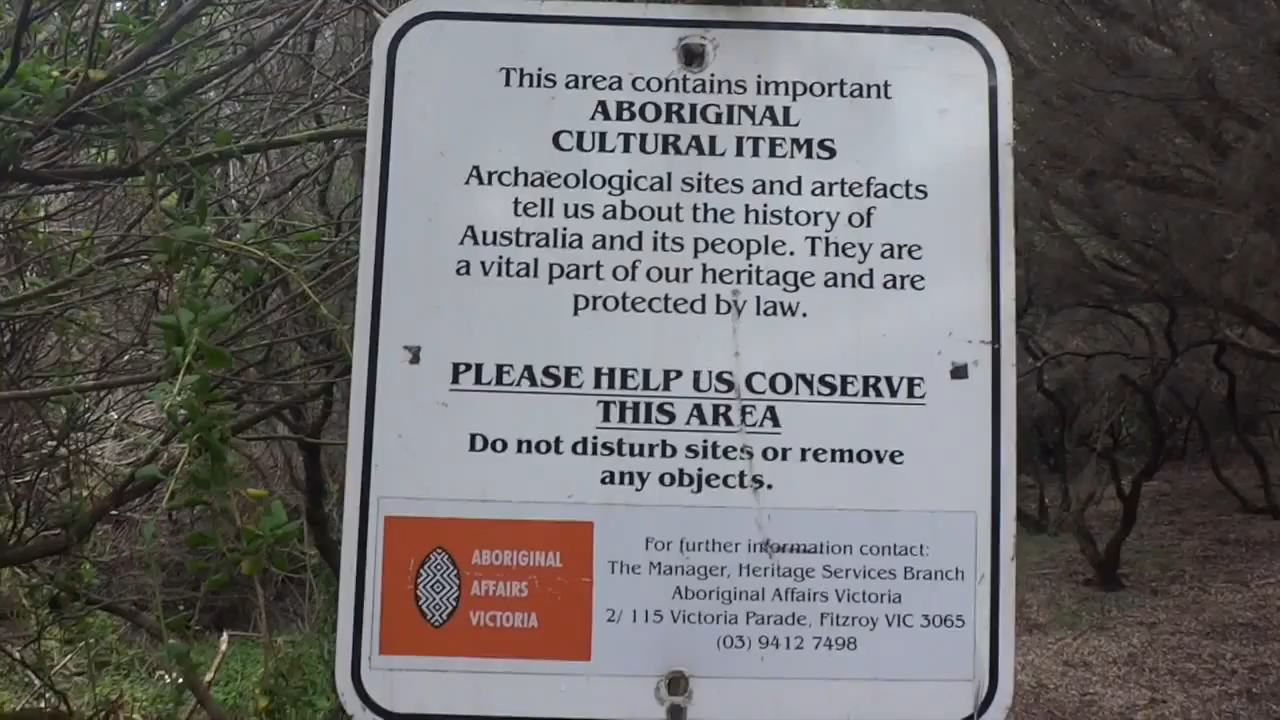 This area contains important
ABORIGINAL
CULTURAL ITEMS
Archaeological sites and artefacts
tell us about the history of
Australia and its people. They are
a vital part of our heritage and are
protected by law.
PLEASE HELP US CONSERVE
THIS AREA
Do not disturb sites or remove
any objects.
ABORIGINAL
AFFAIRS
VICTORIA
For further information contact:
The Manager, Heritage Services Branch
Aboriginal Affairs Victoria
2/ 115 Victoria Parade, Fitzroy VIC 3065
(03) 9412 7498